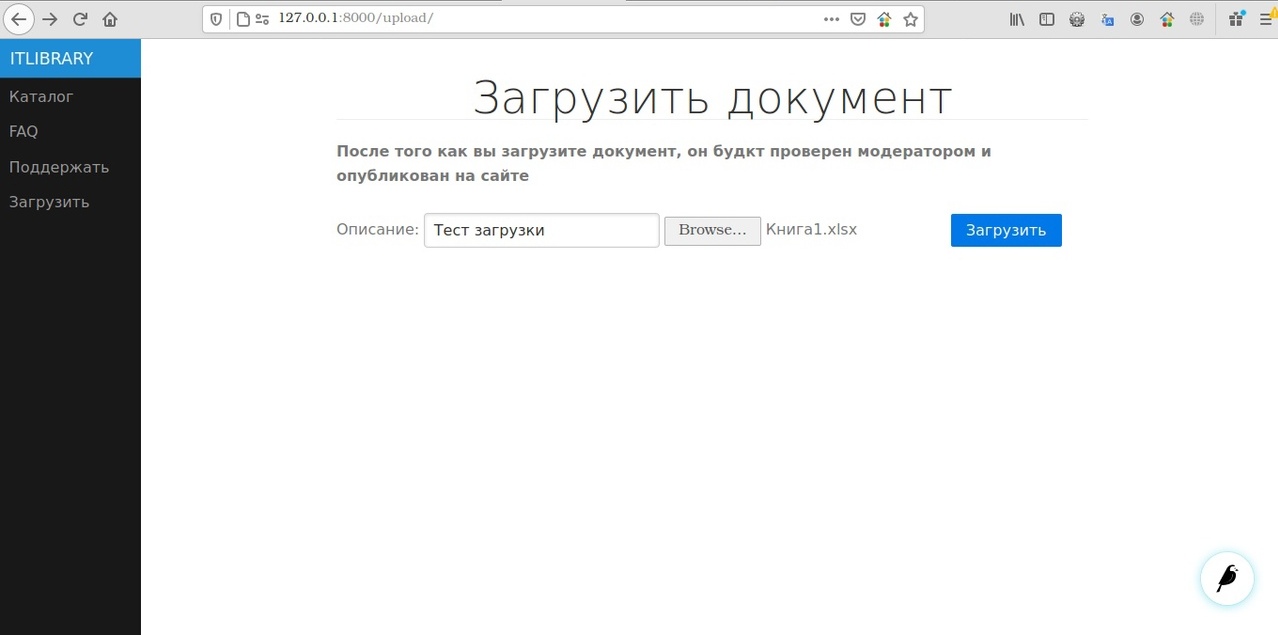 127.0.0.1:8000/upload/
ITLIBRARY
Каталог
FAQ
Поддержать
Загрузить
Загрузить документ
После того как вы загрузите документ, он будкт проверен модератором и
опубликован на сайте
Описание: Тест загрузки Browse... Книга1.xlsx Загрузить